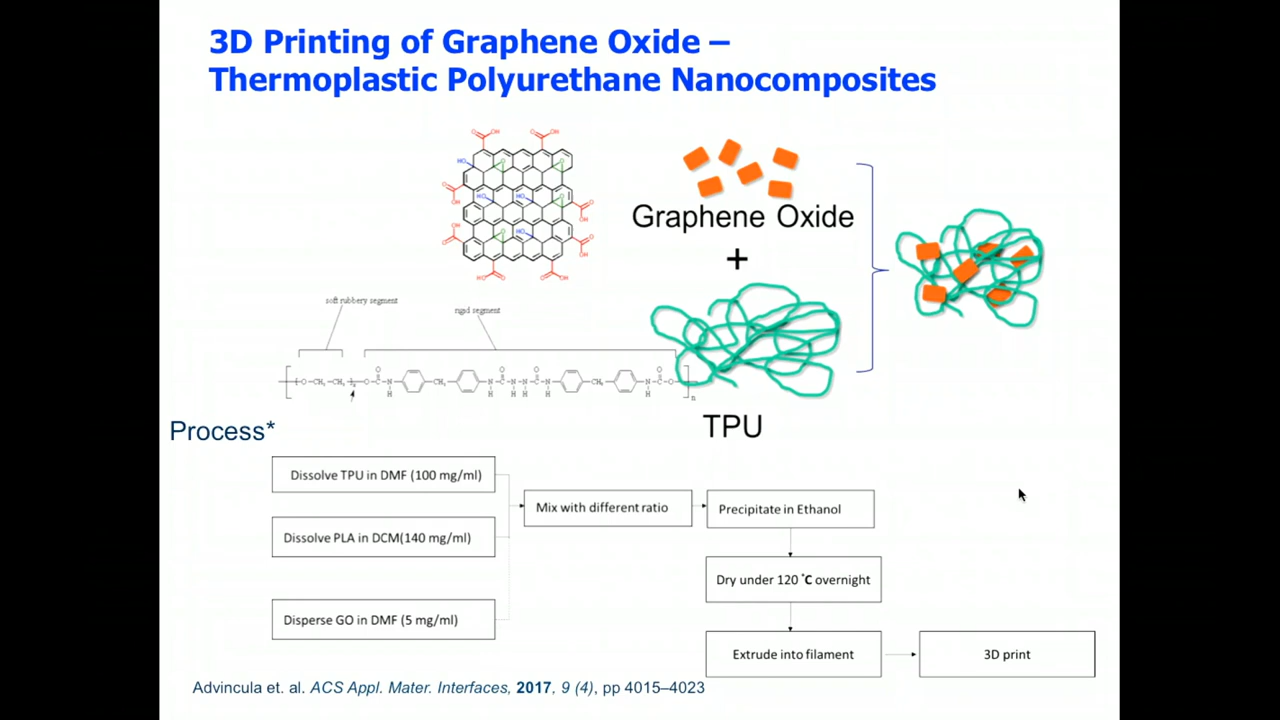 3D Printing of Graphene Oxide –
Thermoplastic Polyurethane Nanocomposites
Graphene Oxide
+
TPU
soft rubbery segment
rigid segment
Process*
Dissolve TPU in DMF (100 mg/ml)
Dissolve PLA in DCM(140 mg/ml)
Disperse GO in DMF (5 mg/ml)
Mix with different ratio
Precipitate in Ethanol
Dry under 120 ˚C overnight
Extrude into filament
3D print
Advincula et. al. ACS Appl. Mater. Interfaces, 2017, 9 (4), pp 4015–4023